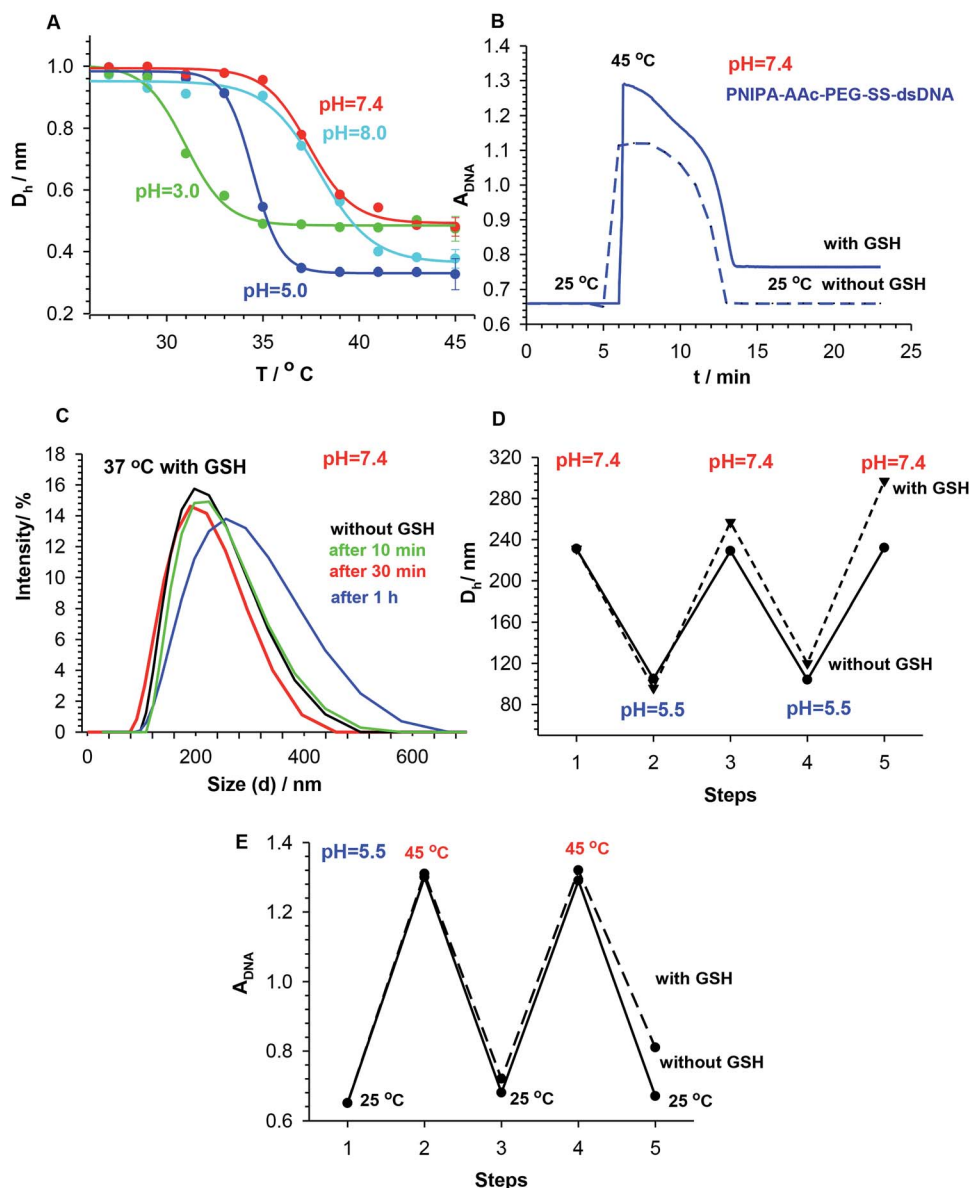 A
1.0
0.8
0.6
0.4
0.2
D_h / nm
pH=7.4
pH=8.0
pH=3.0
pH=5.0
30 35 40 45
T / ° C
B
1.4
1.3
1.2
1.1
1.0
0.9
0.8
0.7
0.6
A_DNA
45 °C
pH=7.4
PNIPA-AAc-PEG-SS-dsDNA
with GSH
25 °C
25 °C without GSH
0 5 10 15 20 25
t / min
C
18
16
14
12
10
8
6
4
2
0
Intensity/ %
37 °C with GSH
pH=7.4
without GSH
after 10 min
after 30 min
after 1 h
0 200 400 600
Size (d) / nm
D
320
280
240
200
160
120
80
D_h/ nm
pH=7.4 pH=7.4 pH=7.4
with GSH
without GSH
pH=5.5 pH=5.5
1 2 3 4 5
Steps
E
1.4
1.2
1.0
0.8
0.6
A_DNA
pH=5.5
45 °C 45 °C
with GSH
without GSH
25 °C 25 °C 25 °C
1 2 3 4 5
Steps